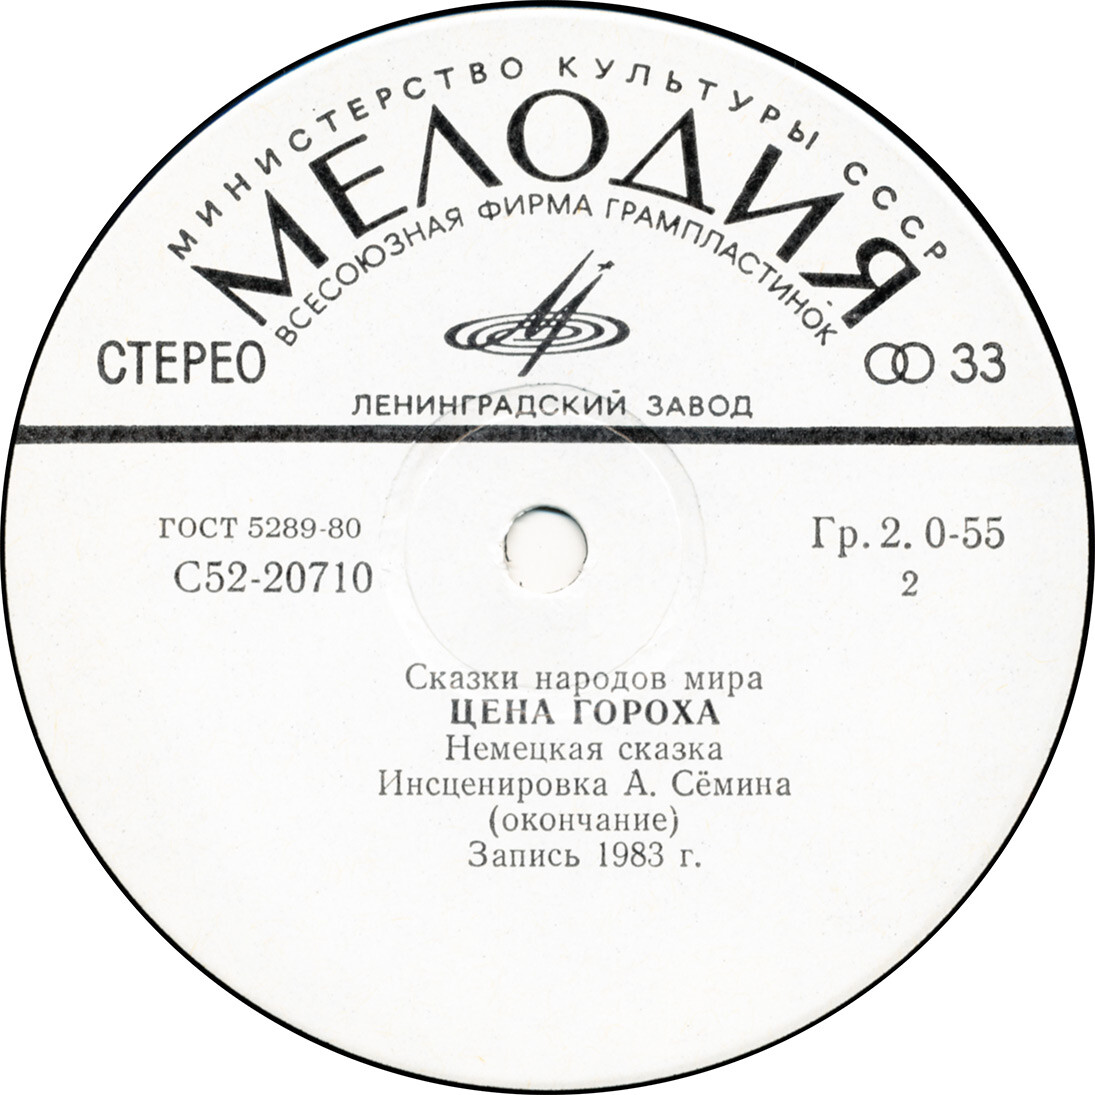 МИНИСТЕРСТВО КУЛЬТУРЫ СССР
МЕЛОДИЯ
ВСЕСОЮЗНАЯ ФИРМА ГРАМПЛАСТИНОК
СТЕРЕО
33
ЛЕНИНГРАДСКИЙ ЗАВОД
ГОСТ 5289-80
Гр. 2. 0-55
С52-20710
2
Сказки народов мира
ЦЕНА ГОРОХА
Немецкая сказка
Инсценировка А. Сёмина
(окончание)
Запись 1983 г.